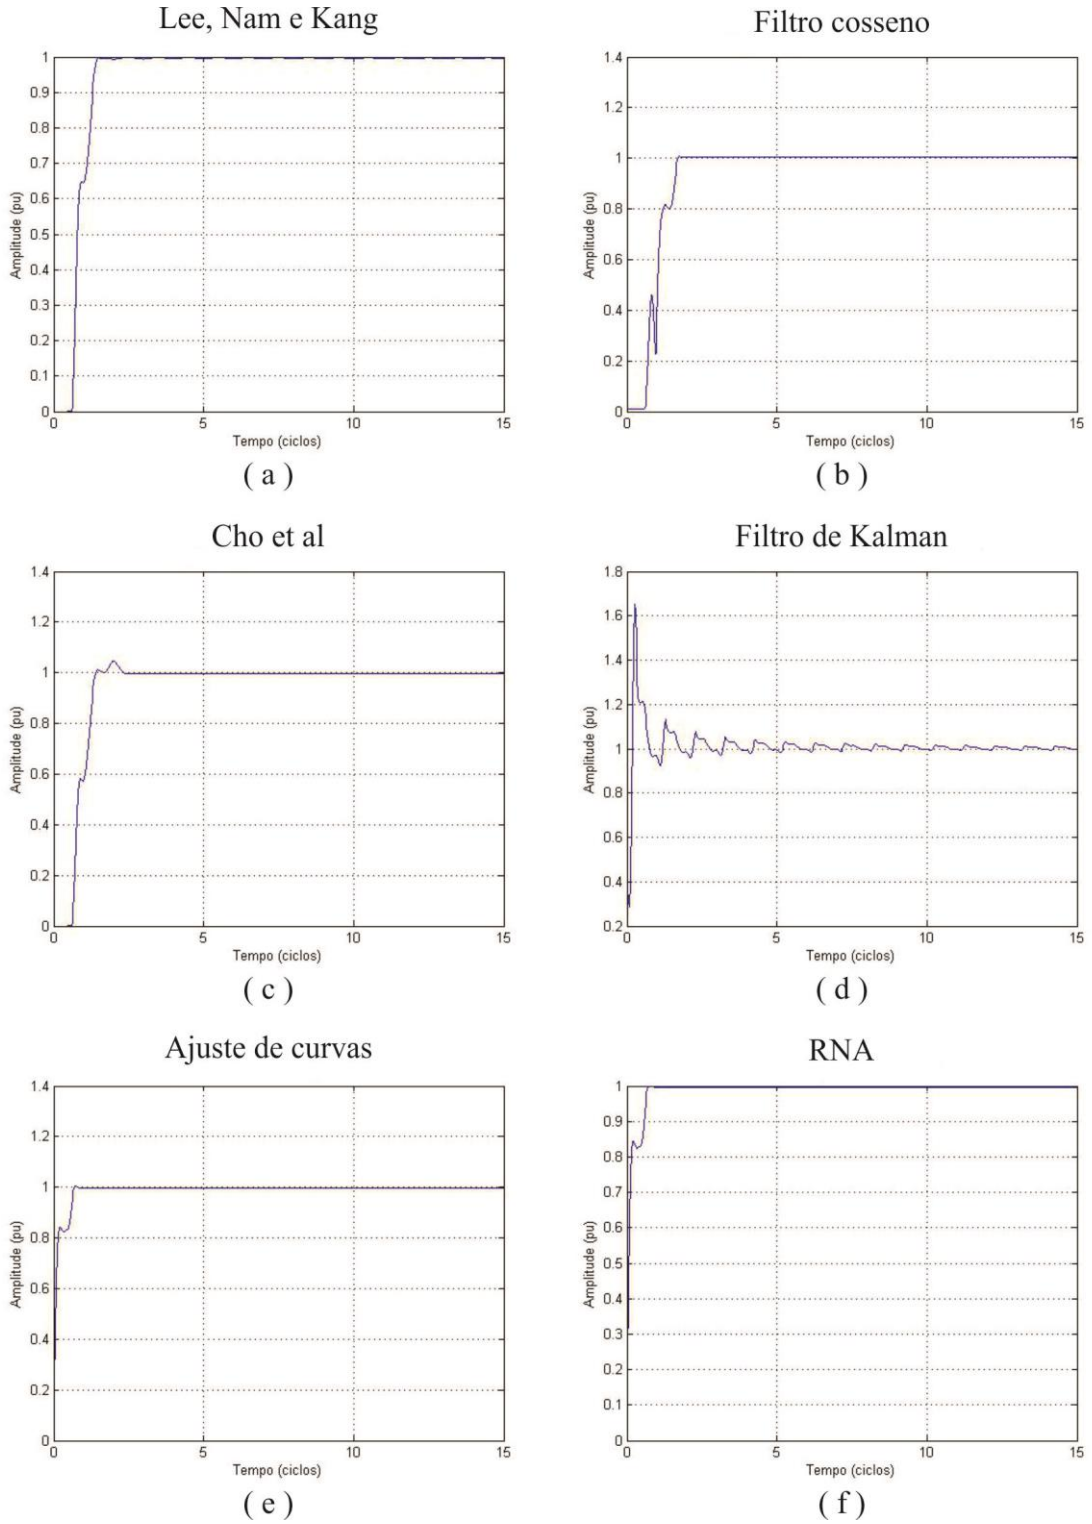 Lee, Nam e Kang
1
0.9
0.8
0.7
0.6
0.5
0.4
0.3
0.2
0.1
0
Amplitude (pu)
0 5 10 15
Tempo (ciclos)
( a )
Filtro cosseno
1.4
1.2
1
0.8
0.6
0.4
0.2
0
Amplitude (pu)
0 5 10 15
Tempo (ciclos)
( b )
Cho et al
1.4
1.2
1
0.8
0.6
0.4
0.2
0
Amplitude (pu)
0 5 10 15
Tempo (ciclos)
( c )
Filtro de Kalman
1.8
1.6
1.4
1.2
1
0.8
0.6
0.4
0.2
Amplitude (pu)
0 5 10 15
Tempo (ciclos)
( d )
Ajuste de curvas
1.4
1.2
1
0.8
0.6
0.4
0.2
0
Amplitude (pu)
0 5 10 15
Tempo (ciclos)
( e )
RNA
1
0.9
0.8
0.7
0.6
0.5
0.4
0.3
0.2
0.1
0
Amplitude (pu)
0 5 10 15
Tempo (ciclos)
( f )